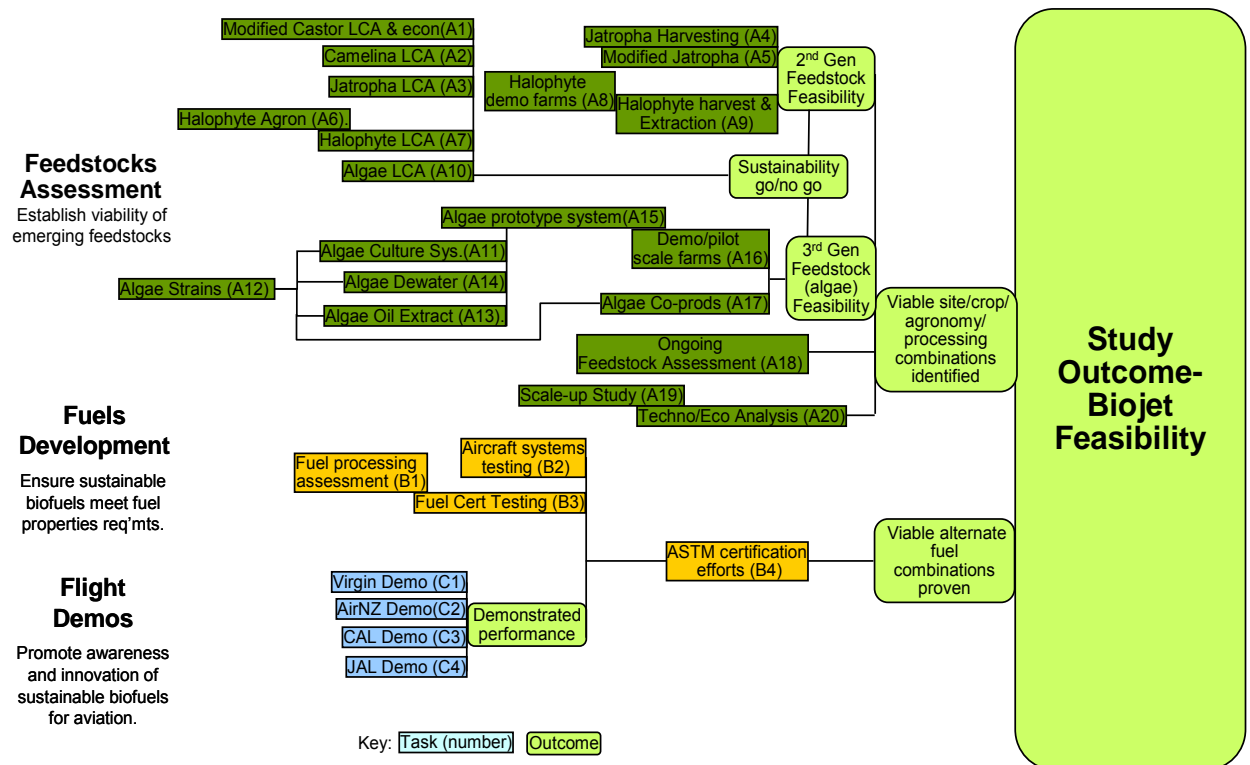 Modified Castor LCA & econ(A1)
Camelina LCA (A2)
Jatropha LCA (A3)
Halophyte Agron (A6).
Halophyte LCA (A7)
Algae LCA (A10)
Jatropha Harvesting (A4)
Modified Jatropha (A5)
Halophyte
demo farms (A8)
Halophyte harvest &
Extraction (A9)
2nd Gen
Feedstock
Feasibility
Sustainability
go/no go
Feedstocks
Assessment
Establish viability of
emerging feedstocks
Algae prototype system(A15)
Demo/pilot
scale farms (A16)
Algae Culture Sys.(A11)
Algae Dewater (A14)
Algae Strains (A12)
Algae Oil Extract (A13).
Algae Co-prods (A17)
3rd Gen
Feedstock
(algae)
Feasibility
Ongoing
Feedstock Assessment (A18)
Scale-up Study (A19)
Techno/Eco Analysis (A20)
Viable site/crop/
agronomy/
processing
combinations
identified
Study
Outcome-
Biojet
Feasibility
Fuels
Development
Ensure sustainable
biofuels meet fuel
properties req'mts.
Fuel processing
assessment (B1)
Aircraft systems
testing (B2)
Fuel Cert Testing (B3)
ASTM certification
efforts (B4)
Viable alternate
fuel
combinations
proven
Flight
Demos
Promote awareness
and innovation of
sustainable biofuels
for aviation.
Virgin Demo (C1)
AirNZ Demo(C2)
CAL Demo (C3)
JAL Demo (C4)
Demonstrated
performance
Key: Task (number) Outcome